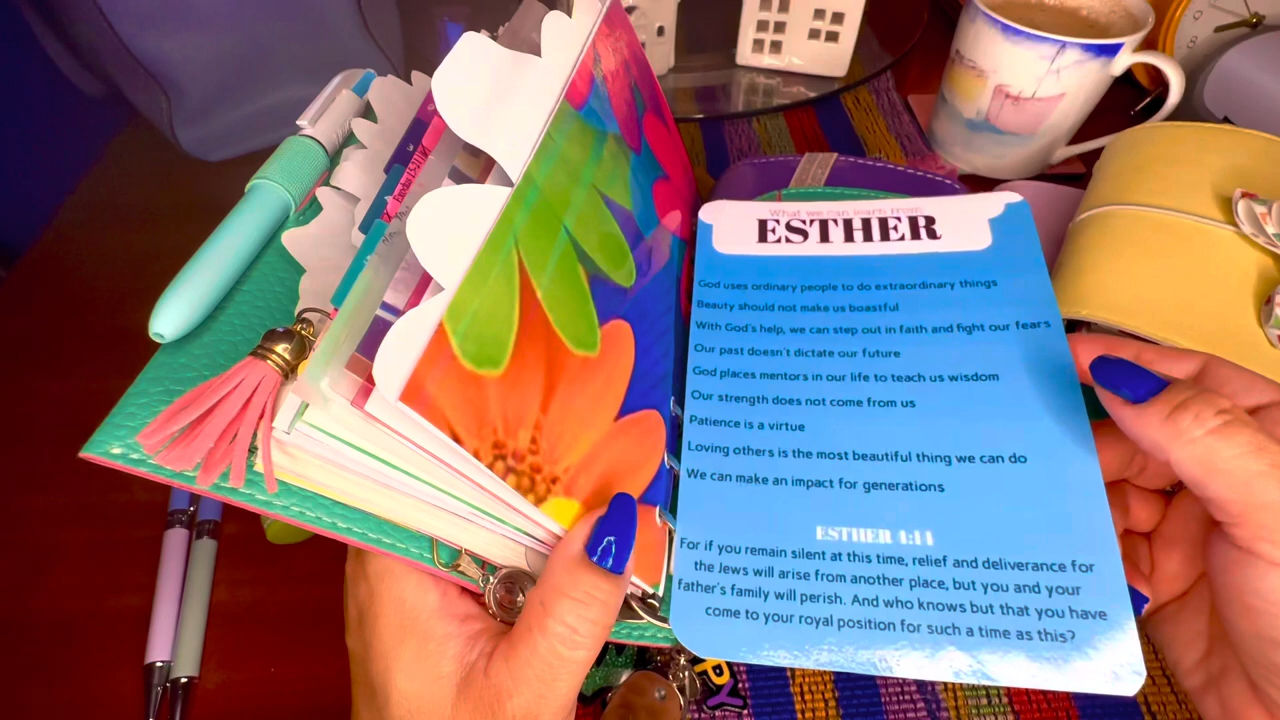 What we can learn from
ESTHER
God uses ordinary people to do extraordinary things
Beauty should not make us boastful
With God's help, we can step out in faith and fight our fears
Our past doesn't dictate our future
God places mentors in our life to teach us wisdom
Our strength does not come from us
Patience is a virtue
Loving others is the most beautiful thing we can do
We can make an impact for generations
ESTHER 4:14
For if you remain silent at this time, relief and deliverance for
the Jews will arise from another place, but you and your
father's family will perish. And who knows but that you have
come to your royal position for such a time as this?
Exodus
PY